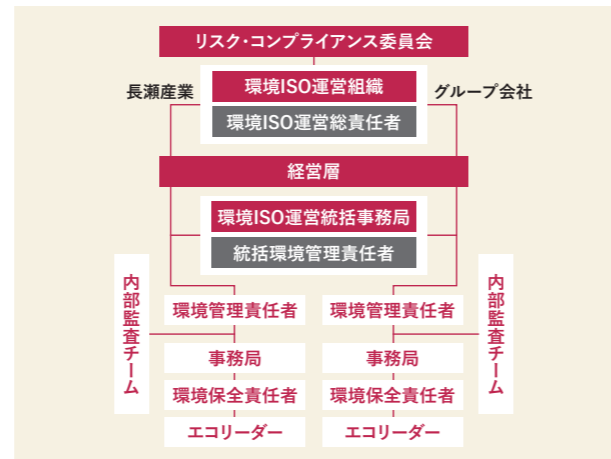 リスク・コンプライアンス委員会
長瀬産業
環境ISO運営組織
グループ会社
環境ISO運営総責任者
経営層
環境ISO運営統括事務局
統括環境管理責任者
内部監査チーム
環境管理責任者
環境管理責任者
内部監査チーム
事務局
事務局
環境保全責任者
環境保全責任者
エコリーダー
エコリーダー